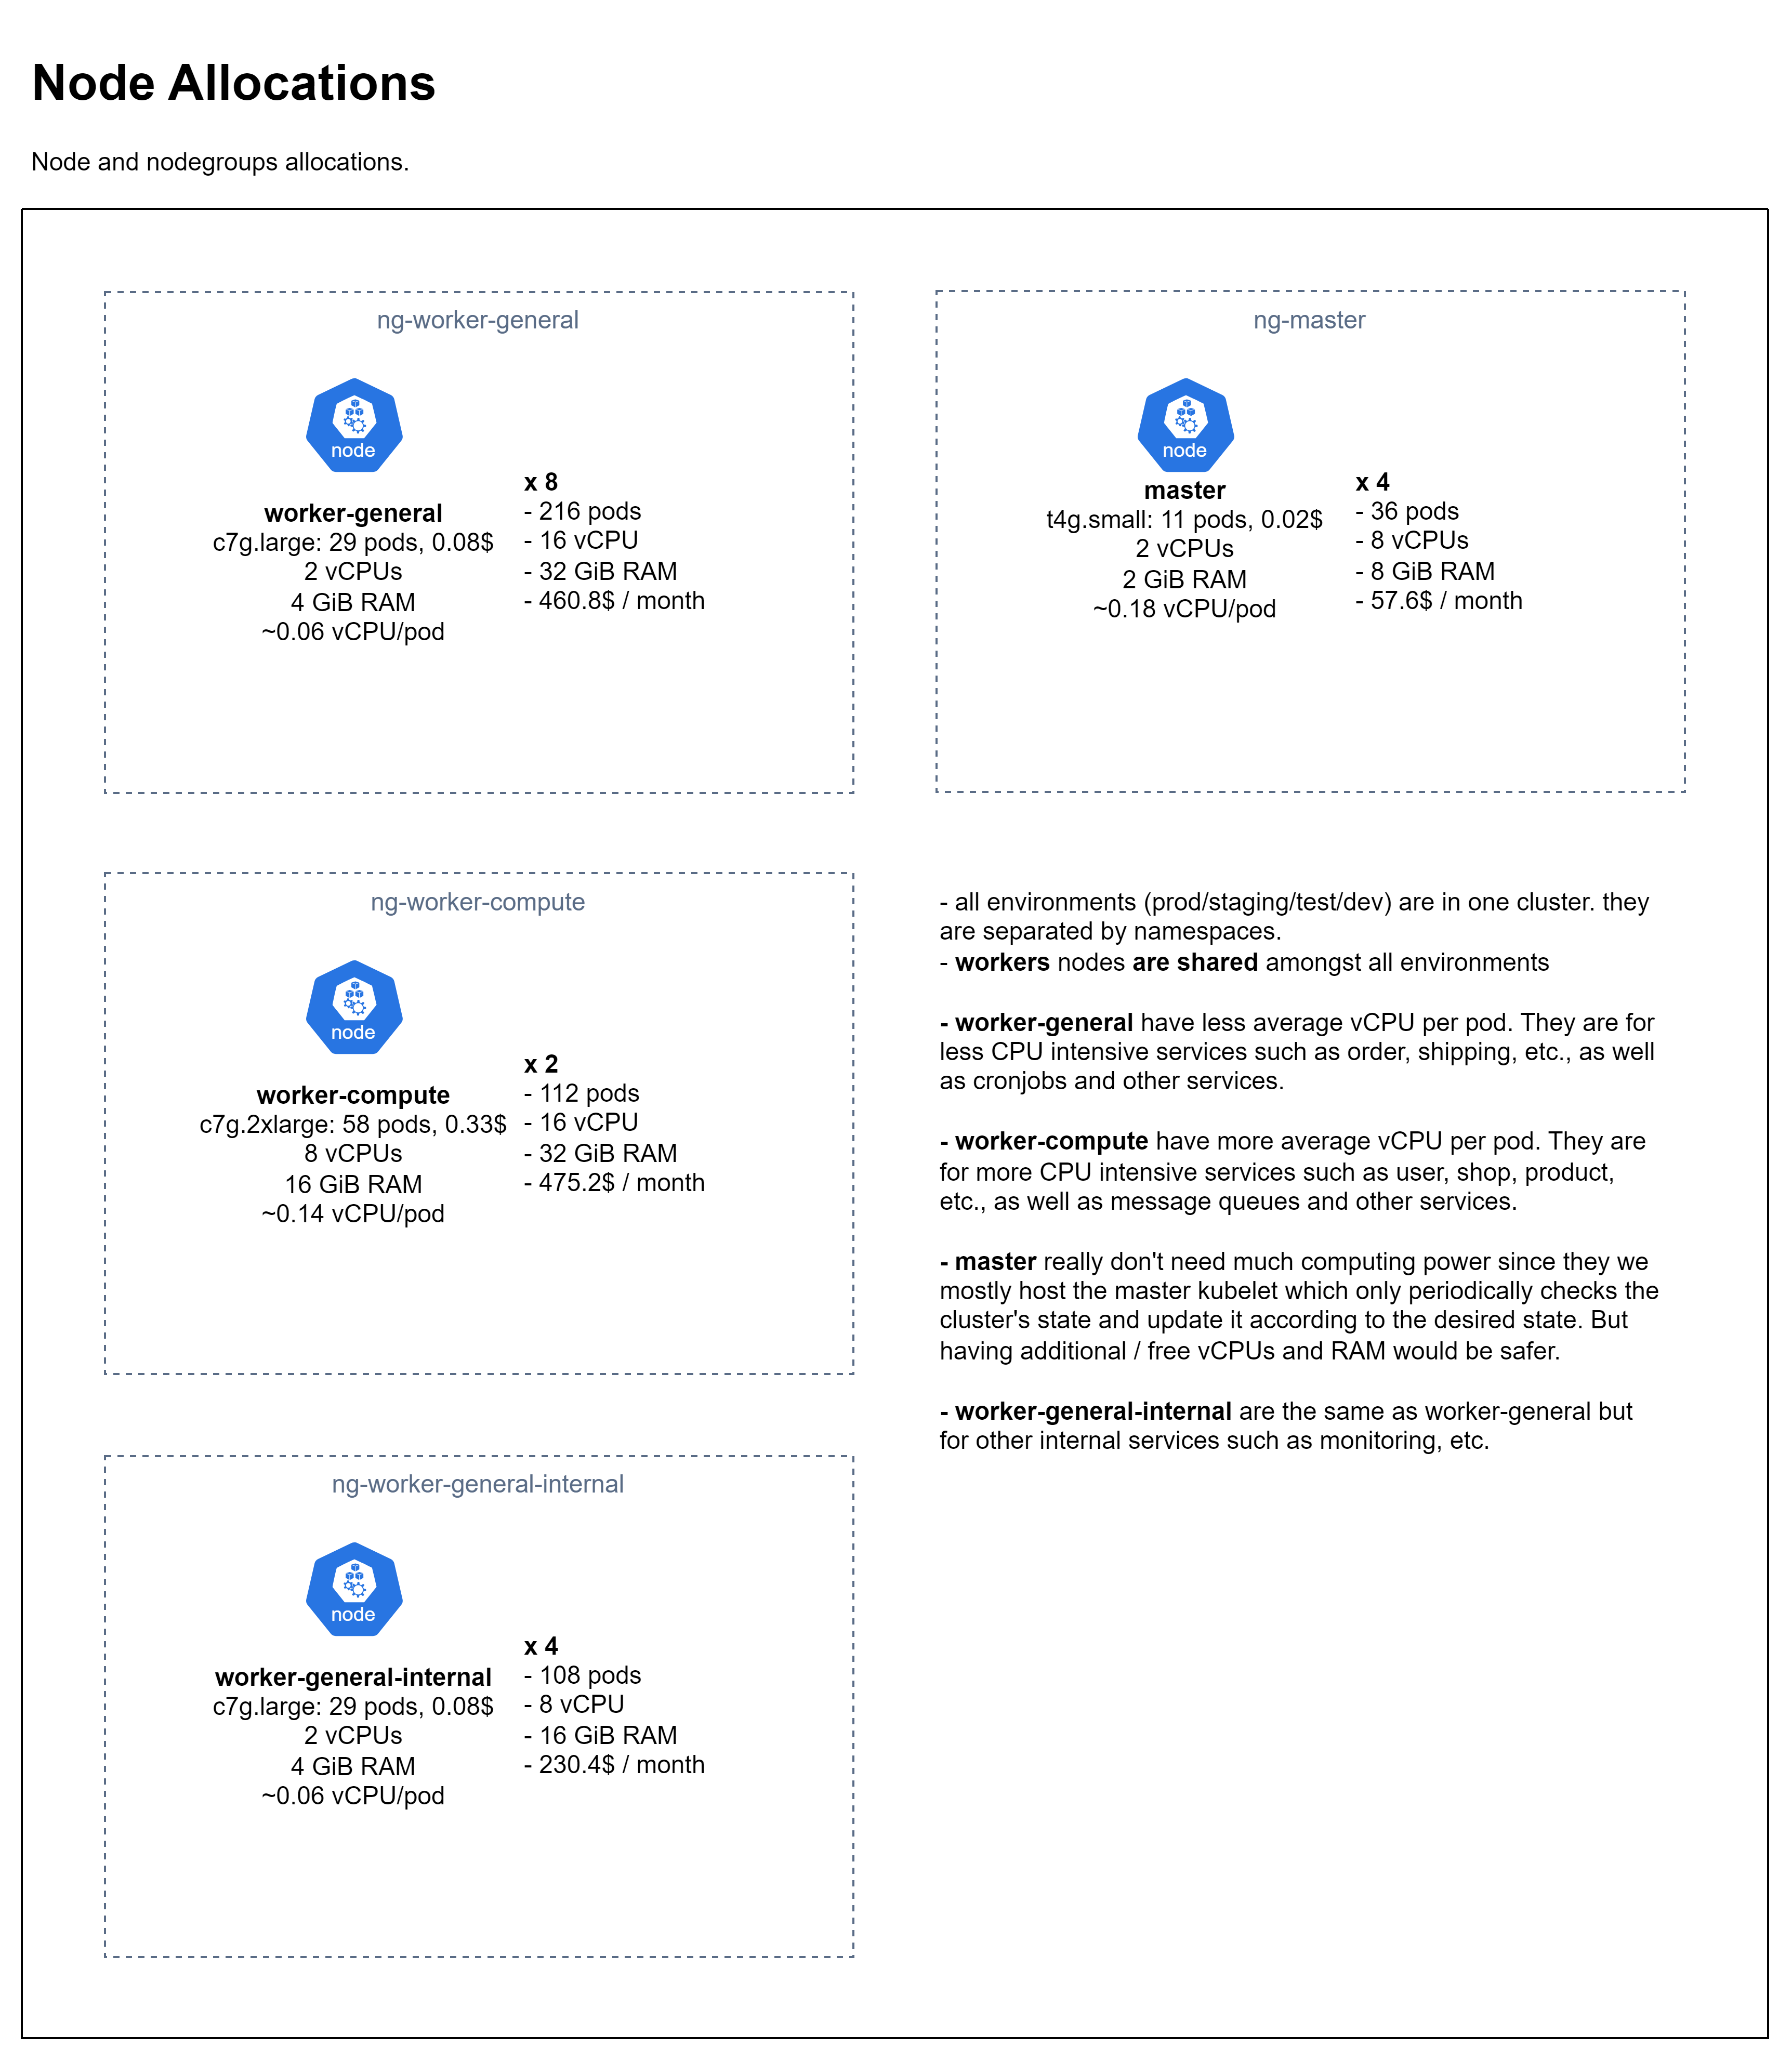 Node Allocations
Node and nodegroups allocations.
ng-worker-general
node
worker-general
c7g.large: 29 pods, 0.08$
2 vCPUs
4 GiB RAM
~0.06 vCPU/pod
x 8
- 216 pods
- 16 vCPU
- 32 GiB RAM
- 460.8$ / month
ng-master
node
master
t4g.small: 11 pods, 0.02$
2 vCPUs
2 GiB RAM
~0.18 vCPU/pod
x 4
- 36 pods
- 8 vCPUs
- 8 GiB RAM
- 57.6$ / month
ng-worker-compute
node
worker-compute
c7g.2xlarge: 58 pods, 0.33$
8 vCPUs
16 GiB RAM
~0.14 vCPU/pod
x 2
- 112 pods
- 16 vCPU
- 32 GiB RAM
- 475.2$ / month
- all environments (prod/staging/test/dev) are in one cluster. they
are separated by namespaces.
- workers nodes are shared amongst all environments
- worker-general have less average vCPU per pod. They are for
less CPU intensive services such as order, shipping, etc., as well
as cronjobs and other services.
- worker-compute have more average vCPU per pod. They are
for more CPU intensive services such as user, shop, product,
etc., as well as message queues and other services.
- master really don't need much computing power since they we
mostly host the master kubelet which only periodically checks the
cluster's state and update it according to the desired state. But
having additional / free vCPUs and RAM would be safer.
- worker-general-internal are the same as worker-general but
for other internal services such as monitoring, etc.
ng-worker-general-internal
node
worker-general-internal
c7g.large: 29 pods, 0.08$
2 vCPUs
4 GiB RAM
~0.06 vCPU/pod
x 4
- 108 pods
- 8 vCPU
- 16 GiB RAM
- 230.4$ / month